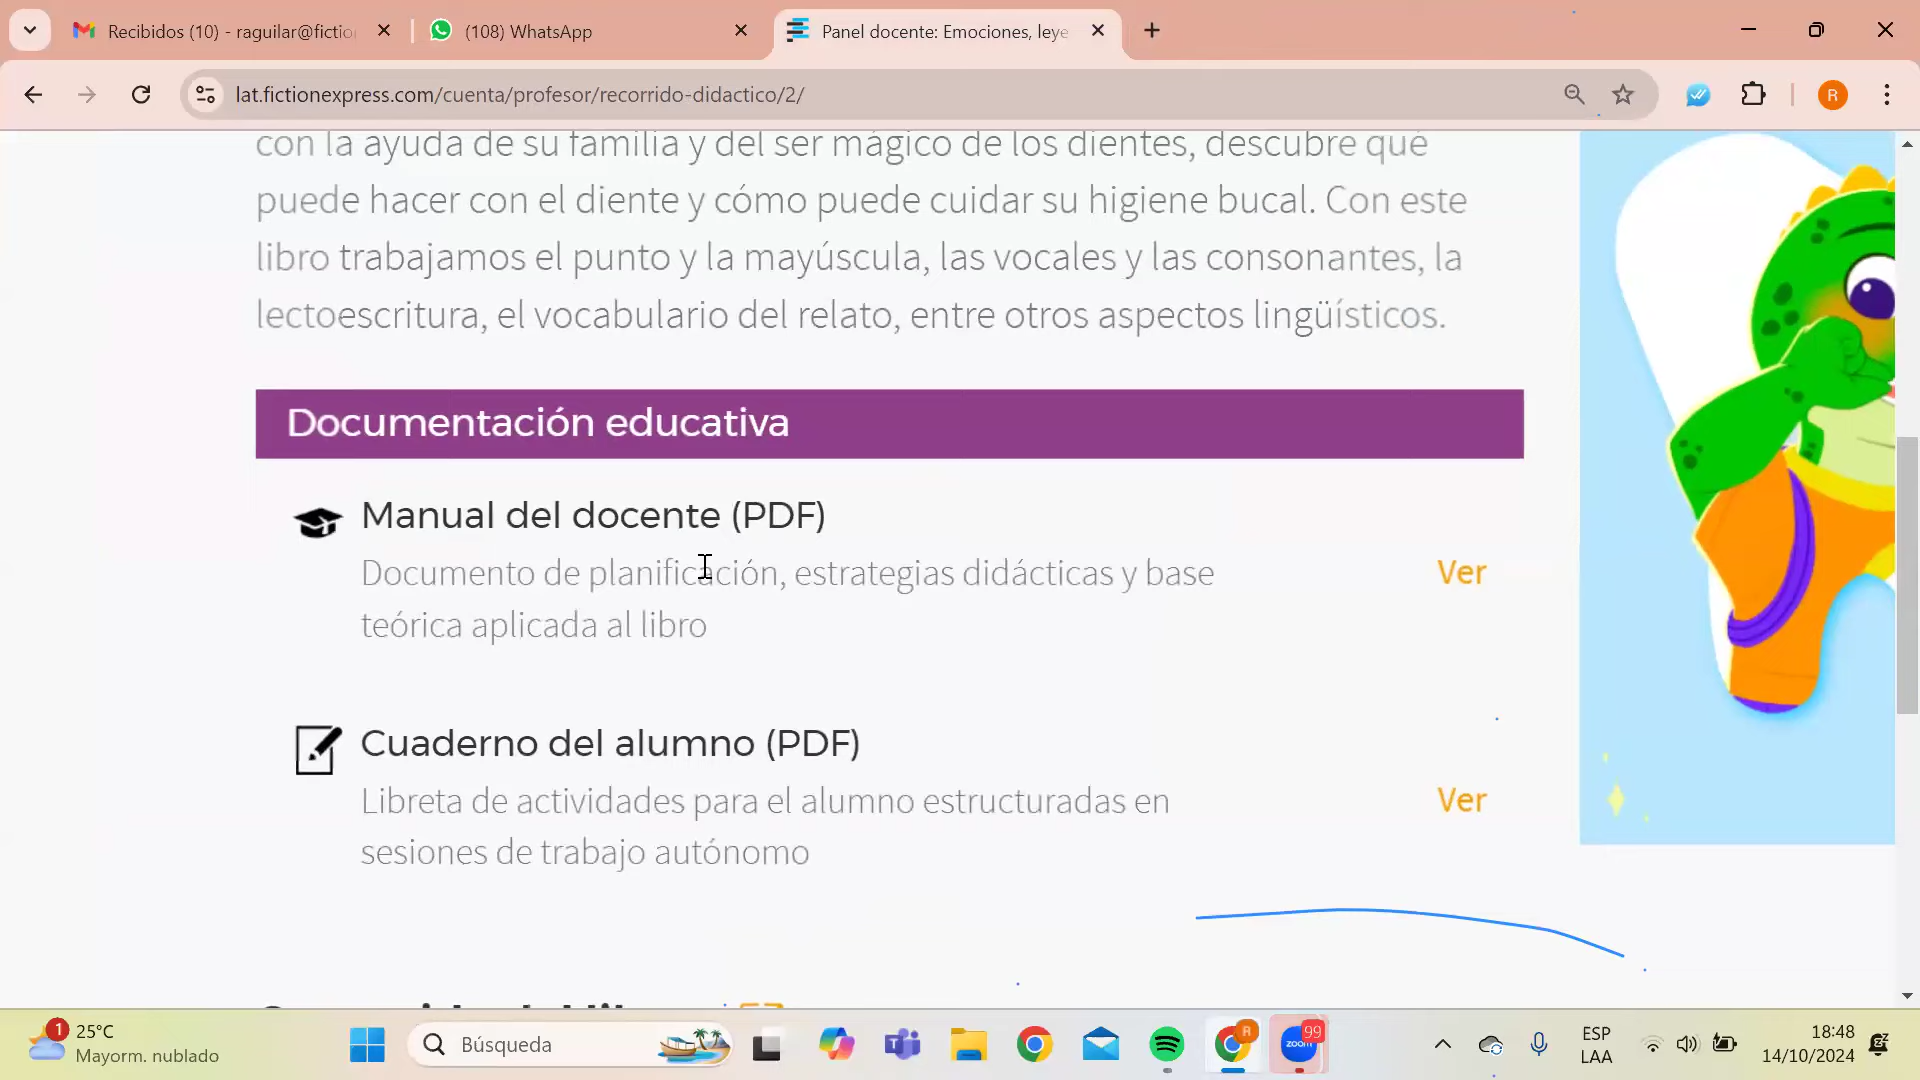 Recibidos (10) - raguilar@fictio
(108) WhatsApp
Panel docente: Emociones, leye
lat.fictionexpress.com/cuenta/profesor/recorrido-didactico/2/
R
con la ayuda de su familia y del ser mágico de los dientes, descubre qué
puede hacer con el diente y cómo puede cuidar su higiene bucal. Con este
libro trabajamos el punto y la mayúscula, las vocales y las consonantes, la
lectoescritura, el vocabulario del relato, entre otros aspectos lingüísticos.
Documentación educativa
Manual del docente (PDF)
Documento de planificación, estrategias didácticas y base
teórica aplicada al libro
Ver
Cuaderno del alumno (PDF)
Libreta de actividades para el alumno estructuradas en
sesiones de trabajo autónomo
Ver
1
25°C
Mayorm. nublado
Búsqueda
R
zoom
99
ESP
LAA
18:48
14/10/2024